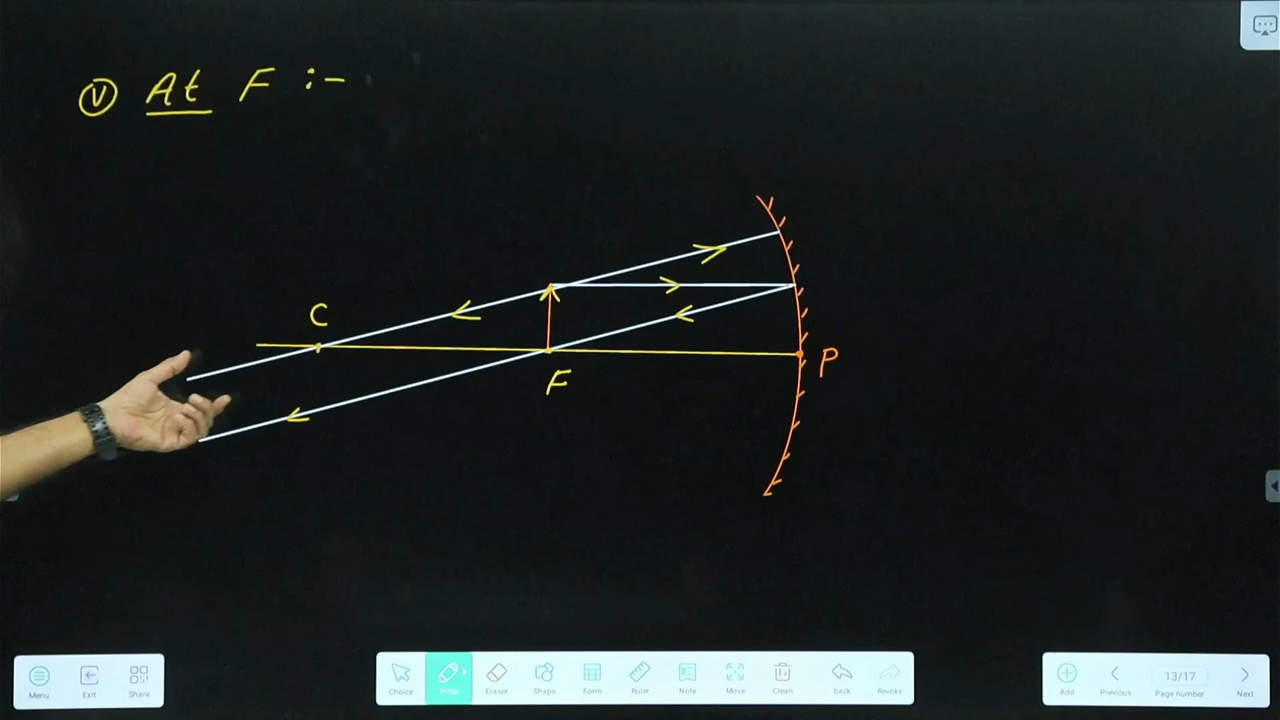 Ⓥ At F :-
C
F
P
Menu
Exit
Share
Choice
Write
Eraser
Shape
Form
Ruler
Note
Move
Clean
back
Revoke
Add
Previous
13/17
Page number
Next